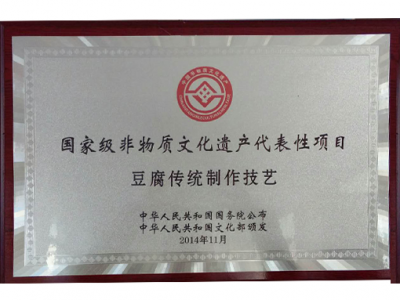 国家级非物质文化遗产代表性项目
豆腐传统制作技艺
中华人民共和国国务院公布
中华人民共和国文化部颁发
2014年11月